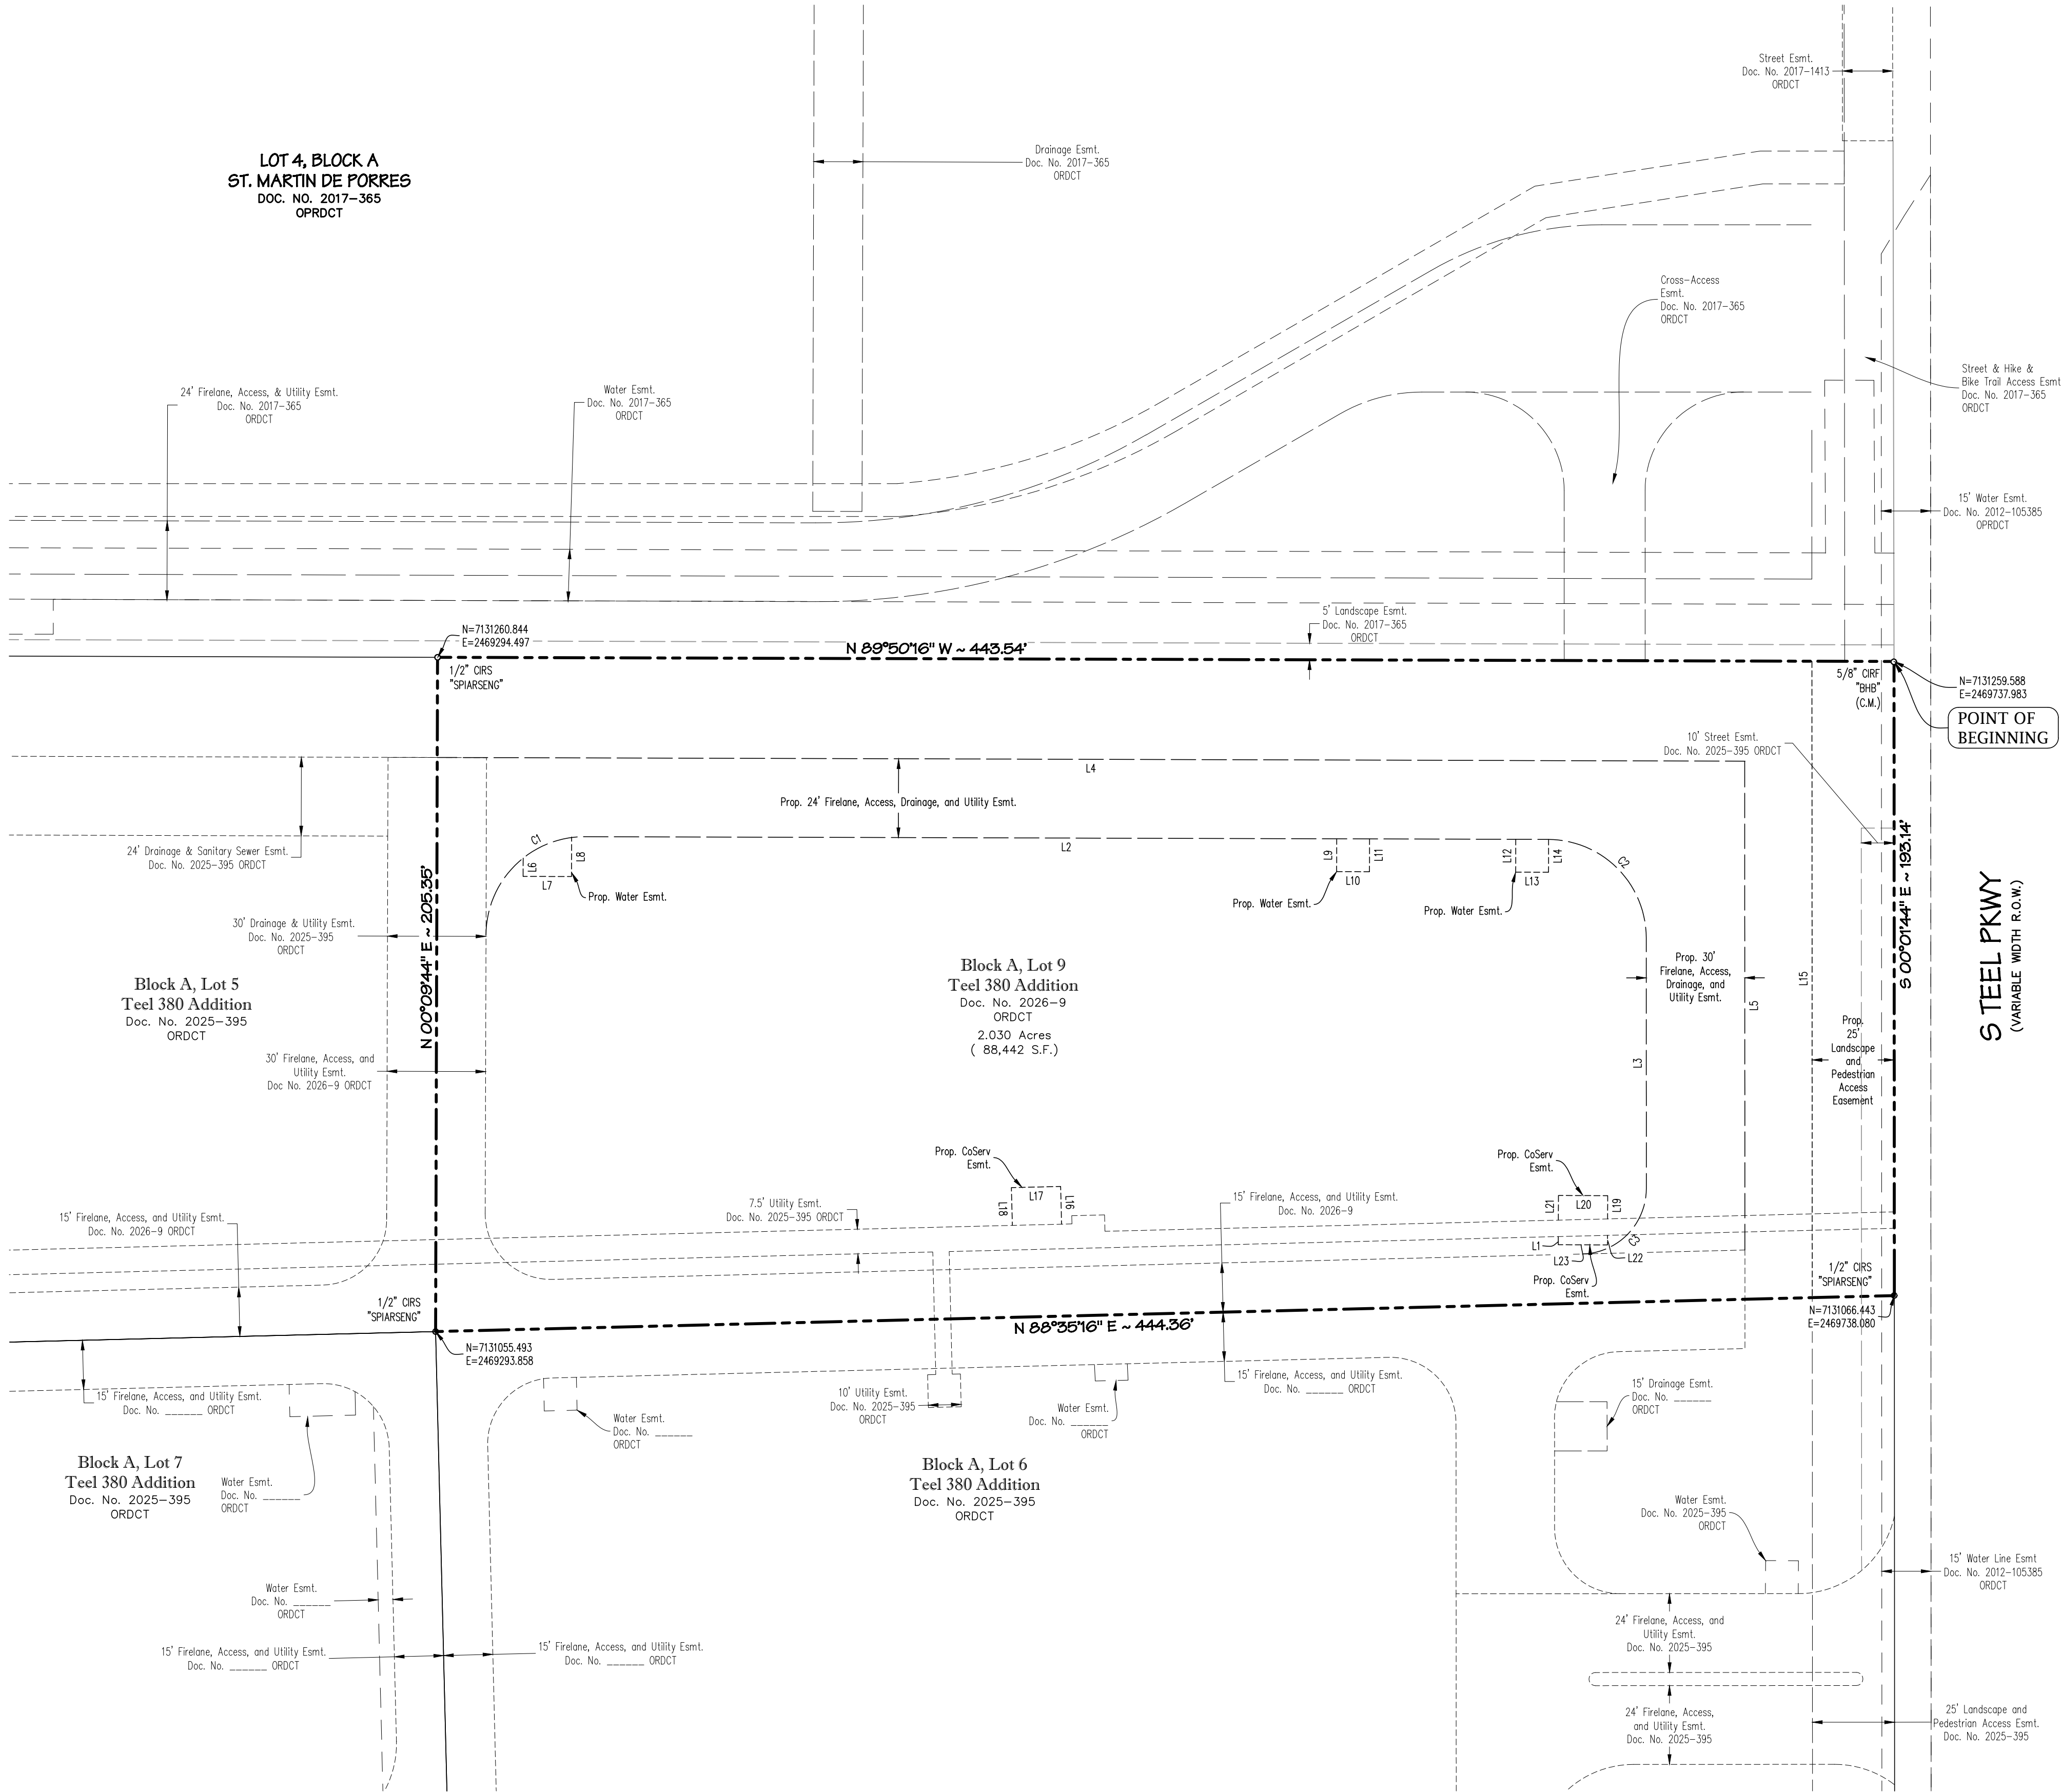 Street Esmt.
Doc. No. 2017-1413
ORDCT
LOT 4, BLOCK A
ST. MARTIN DE PORRES
DOC. NO. 2017-365
OPRDCT
Drainage Esmt.
Doc. No. 2017-365
ORDCT
Cross-Access
Esmt.
Doc. No. 2017-365
ORDCT
Street & Hike &
Bike Trail Access Esmt
Doc. No. 2017-365
ORDCT
24' Firelane, Access, & Utility Esmt.
Doc. No. 2017-365
ORDCT
Water Esmt.
Doc. No. 2017-365
ORDCT
15' Water Esmt.
Doc. No. 2012-105385
OPRDCT
5' Landscape Esmt.
Doc. No. 2017-365
ORDCT
N=7131260.844
E=2469294.497
N 89°50'16" W ~ 443.54'
1/2" CIRS
"SPIARSENG"
5/8" CIRF
"BHB"
(C.M.)
N=7131259.588
E=2469737.983
POINT OF
BEGINNING
10' Street Esmt.
Doc. No. 2025-395 ORDCT
L4
Prop. 24' Firelane, Access, Drainage, and Utility Esmt.
24' Drainage & Sanitary Sewer Esmt.
Doc. No. 2025-395 ORDCT
C1
L6
L8
L7
Prop. Water Esmt.
L2
L9
L11
L10
Prop. Water Esmt.
L12
L14
L13
Prop. Water Esmt.
C2
N 00°09'44" E ~ 205.35'
S 00°01'44" E ~ 193.14'
S TEEL PKWY
(VARIABLE WIDTH R.O.W.)
30' Drainage & Utility Esmt.
Doc. No. 2025-395
ORDCT
Block A, Lot 5
Teel 380 Addition
Doc. No. 2025-395
ORDCT
Block A, Lot 9
Teel 380 Addition
Doc. No. 2026-9
ORDCT
2.030 Acres
( 88,442 S.F.)
Prop. 30'
Firelane, Access,
Drainage, and
Utility Esmt.
L15
L5
L3
Prop.
25'
Landscape
and
Pedestrian
Access
Easement
30' Firelane, Access, and
Utility Esmt.
Doc No. 2026-9 ORDCT
Prop. CoServ
Esmt.
L17
L18
L16
Prop. CoServ
Esmt.
L21
L20
L19
7.5' Utility Esmt.
Doc. No. 2025-395 ORDCT
15' Firelane, Access, and Utility Esmt.
Doc. No. 2026-9
15' Firelane, Access, and Utility Esmt.
Doc. No. 2026-9 ORDCT
L1
C3
L23
L22
Prop. CoServ
Esmt.
1/2" CIRS
"SPIARSENG"
1/2" CIRS
"SPIARSENG"
N=7131066.443
E=2469738.080
N 88°35'16" E ~ 444.36'
N=7131055.493
E=2469293.858
15' Firelane, Access, and Utility Esmt.
Doc. No. ______ ORDCT
10' Utility Esmt.
Doc. No. 2025-395
ORDCT
15' Firelane, Access, and Utility Esmt.
Doc. No. ______ ORDCT
15' Drainage Esmt.
Doc. No. ______
ORDCT
Water Esmt.
Doc. No. ______
ORDCT
Water Esmt.
Doc. No. ______
ORDCT
Block A, Lot 7
Teel 380 Addition
Doc. No. 2025-395
ORDCT
Water Esmt.
Doc. No. ______
ORDCT
Block A, Lot 6
Teel 380 Addition
Doc. No. 2025-395
ORDCT
Water Esmt.
Doc. No. 2025-395
ORDCT
Water Esmt.
Doc. No. ______
ORDCT
15' Water Line Esmt
Doc. No. 2012-105385
ORDCT
24' Firelane, Access, and
Utility Esmt.
Doc. No. 2025-395
15' Firelane, Access, and Utility Esmt.
Doc. No. ______ ORDCT
15' Firelane, Access, and Utility Esmt.
Doc. No. ______ ORDCT
24' Firelane, Access,
and Utility Esmt.
Doc. No. 2025-395
25' Landscape and
Pedestrian Access Esmt.
Doc. No. 2025-395